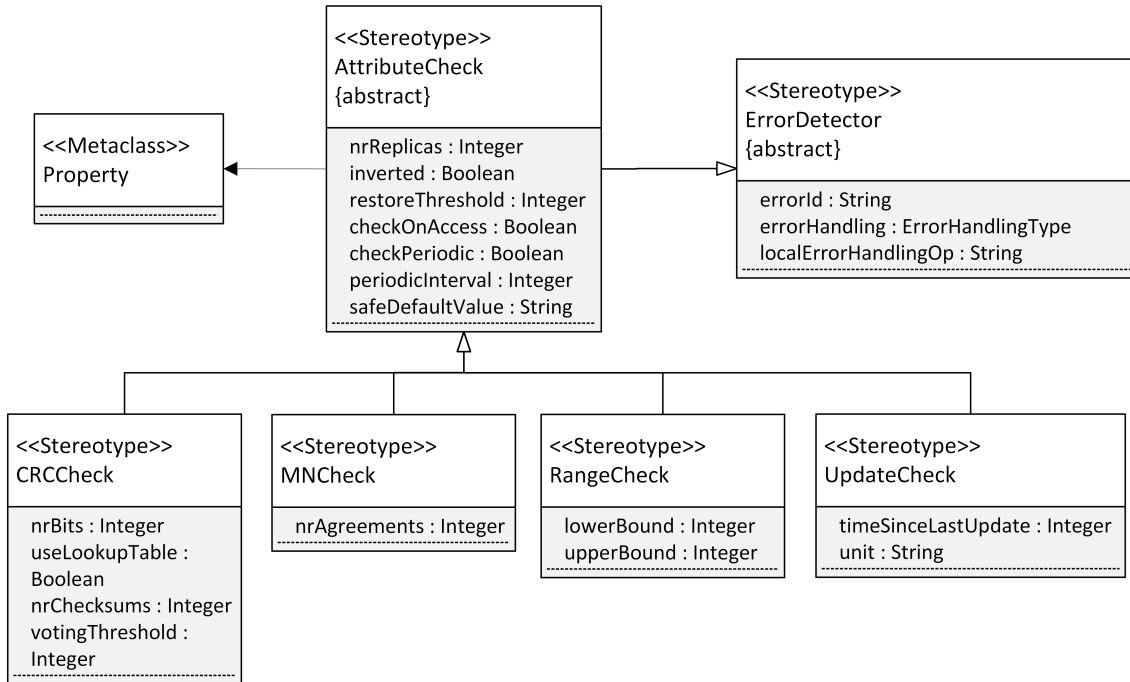 <<Stereotype>>
AttributeCheck
{abstract}
nrReplicas : Integer
inverted : Boolean
restoreThreshold : Integer
checkOnAccess : Boolean
checkPeriodic : Boolean
periodicInterval : Integer
safeDefaultValue : String
<<Metaclass>>
Property
<<Stereotype>>
ErrorDetector
{abstract}
errorId : String
errorHandling : ErrorHandlingType
localErrorHandlingOp : String
<<Stereotype>>
CRCCheck
nrBits : Integer
useLookupTable :
Boolean
nrChecksums : Integer
votingThreshold :
Integer
<<Stereotype>>
MNCheck
nrAgreements : Integer
<<Stereotype>>
RangeCheck
lowerBound : Integer
upperBound : Integer
<<Stereotype>>
UpdateCheck
timeSinceLastUpdate : Integer
unit : String